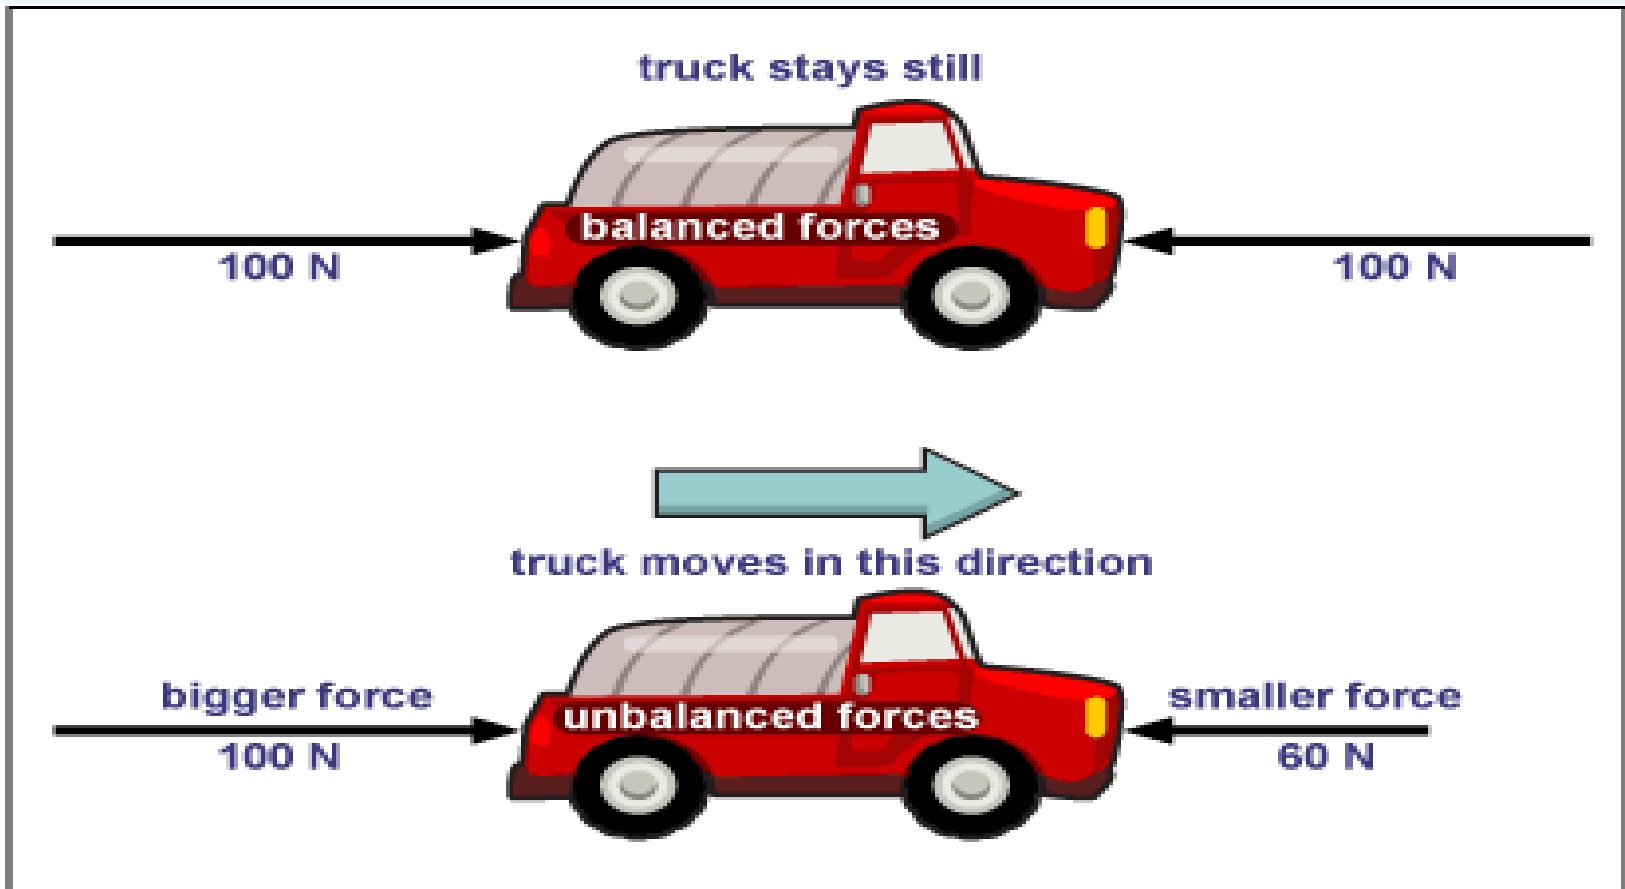 truck stays still
balanced forces
100 N
100 N
truck moves in this direction
bigger force
smaller force
unbalanced forces
100 N
60 N